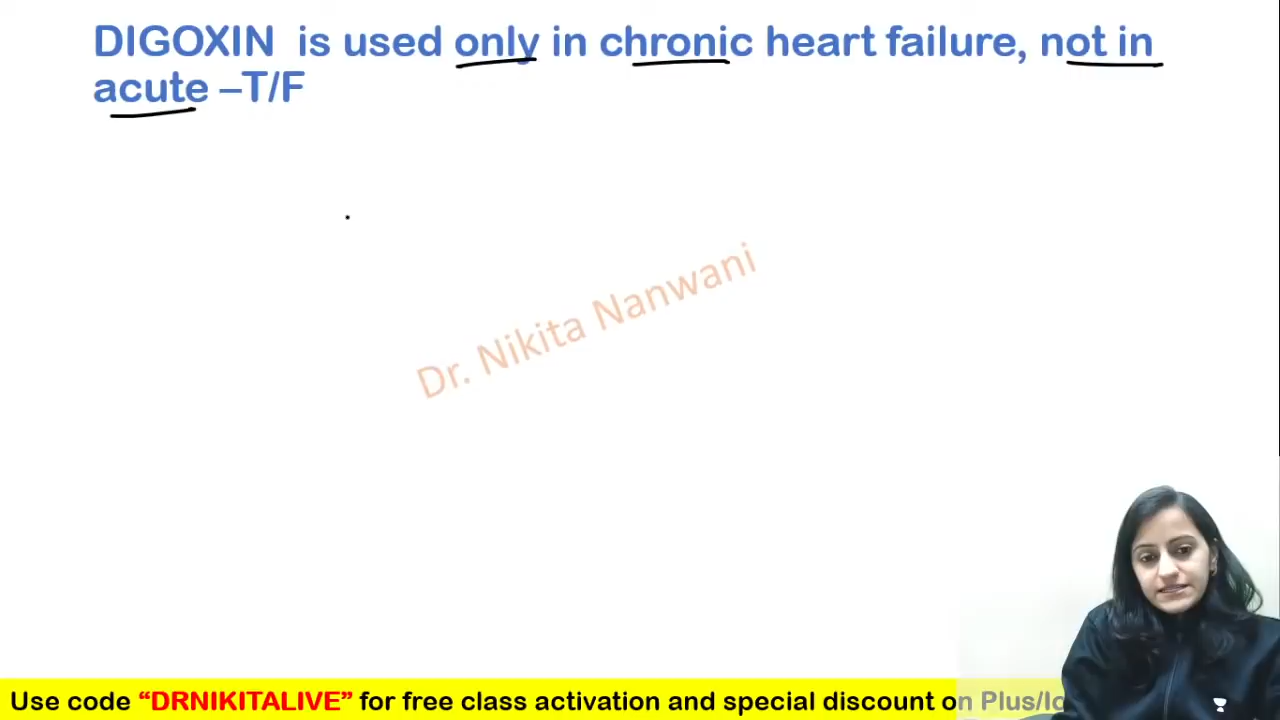 DIGOXIN is used only in chronic heart failure, not in
acute –T/F
Dr. Nikita Nanwani
Use code “DRNIKITALIVE” for free class activation and special discount on Plus/Ico